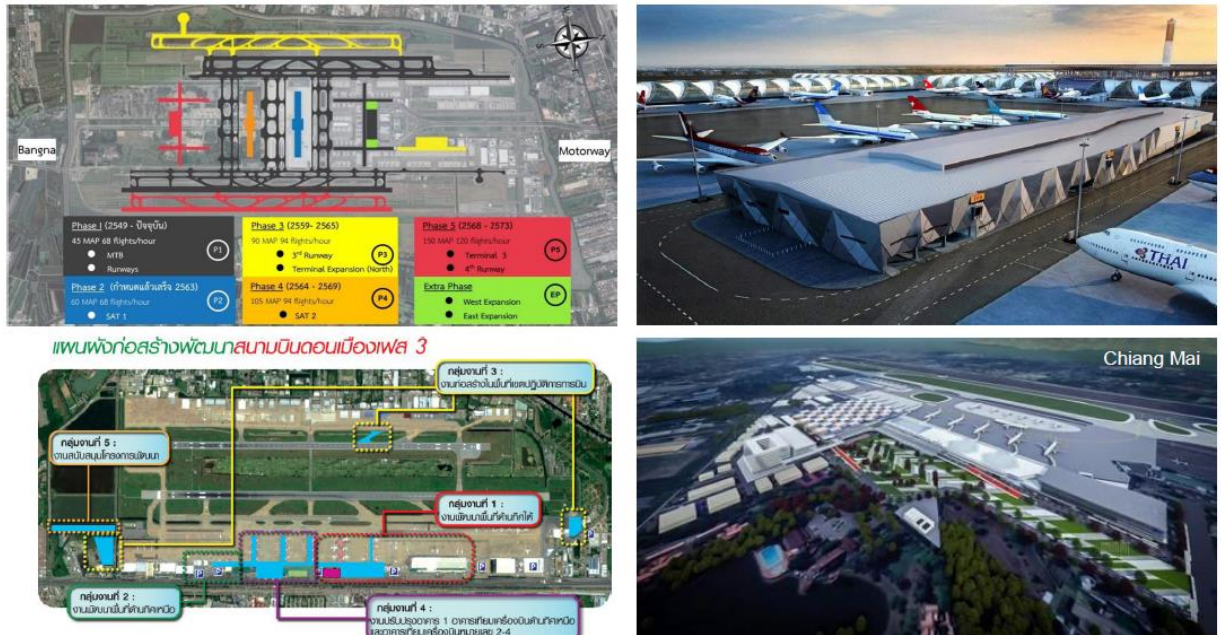 Bangna
Motorway
Phase I (2549 - ปัจจุบัน)
45 MAP 68 flights/hour
MTB
Runways
P1
Phase 2 (กำหนดแล้วเสร็จ 2563)
60 MAP 68 flights/hour
SAT 1
P2
Phase 3 (2559- 2565)
90 MAP 94 flights/hour
3rd Runway
Terminal Expansion (North)
P3
Phase 4 (2564 - 2569)
105 MAP 94 flights/hour
SAT 2
P4
Phase 5 (2568 - 2573)
150 MAP 120 flights/hour
Terminal 3
4th Runway
P5
Extra Phase
West Expansion
East Expansion
EP
THAI
แผนผังก่อสร้างพัฒนาสนามบินดอนเมืองเฟส 3
กลุ่มงานที่ 3 :
งานก่อสร้างในพื้นที่เขตปฏิบัติการการบิน
กลุ่มงานที่ 5 :
งานสนับสนุนโครงการพัฒนา
กลุ่มงานที่ 1 :
งานพัฒนาพื้นที่ด้านทิศใต้
P
P
P
P
P
กลุ่มงานที่ 2 :
งานพัฒนาพื้นที่ด้านทิศเหนือ
กลุ่มงานที่ 4 :
งานปรับปรุงอาคาร 1 อาคารเทียบเครื่องบินด้านทิศเหนือ
และอาคารเทียบเครื่องบินหมายเลข 2-4
Chiang Mai